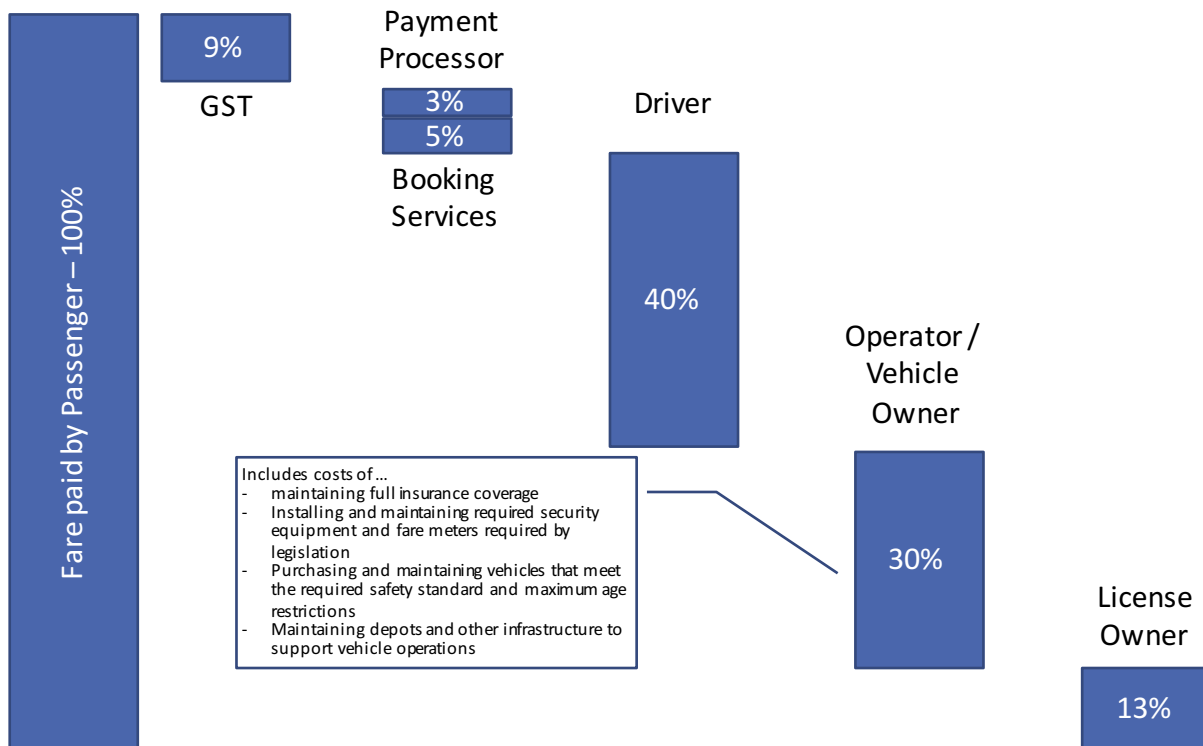 Fare paid by Passenger – 100%
9%
GST
Payment
Processor
3%
5%
Booking
Services
Driver
40%
Operator /
Vehicle
Owner
30%
Includes costs of …
- maintaining full insurance coverage
- Installing and maintaining required security
equipment and fare meters required by
legislation
- Purchasing and maintaining vehicles that meet
the required safety standard and maximum age
restrictions
- Maintaining depots and other infrastructure to
support vehicle operations
License
Owner
13%